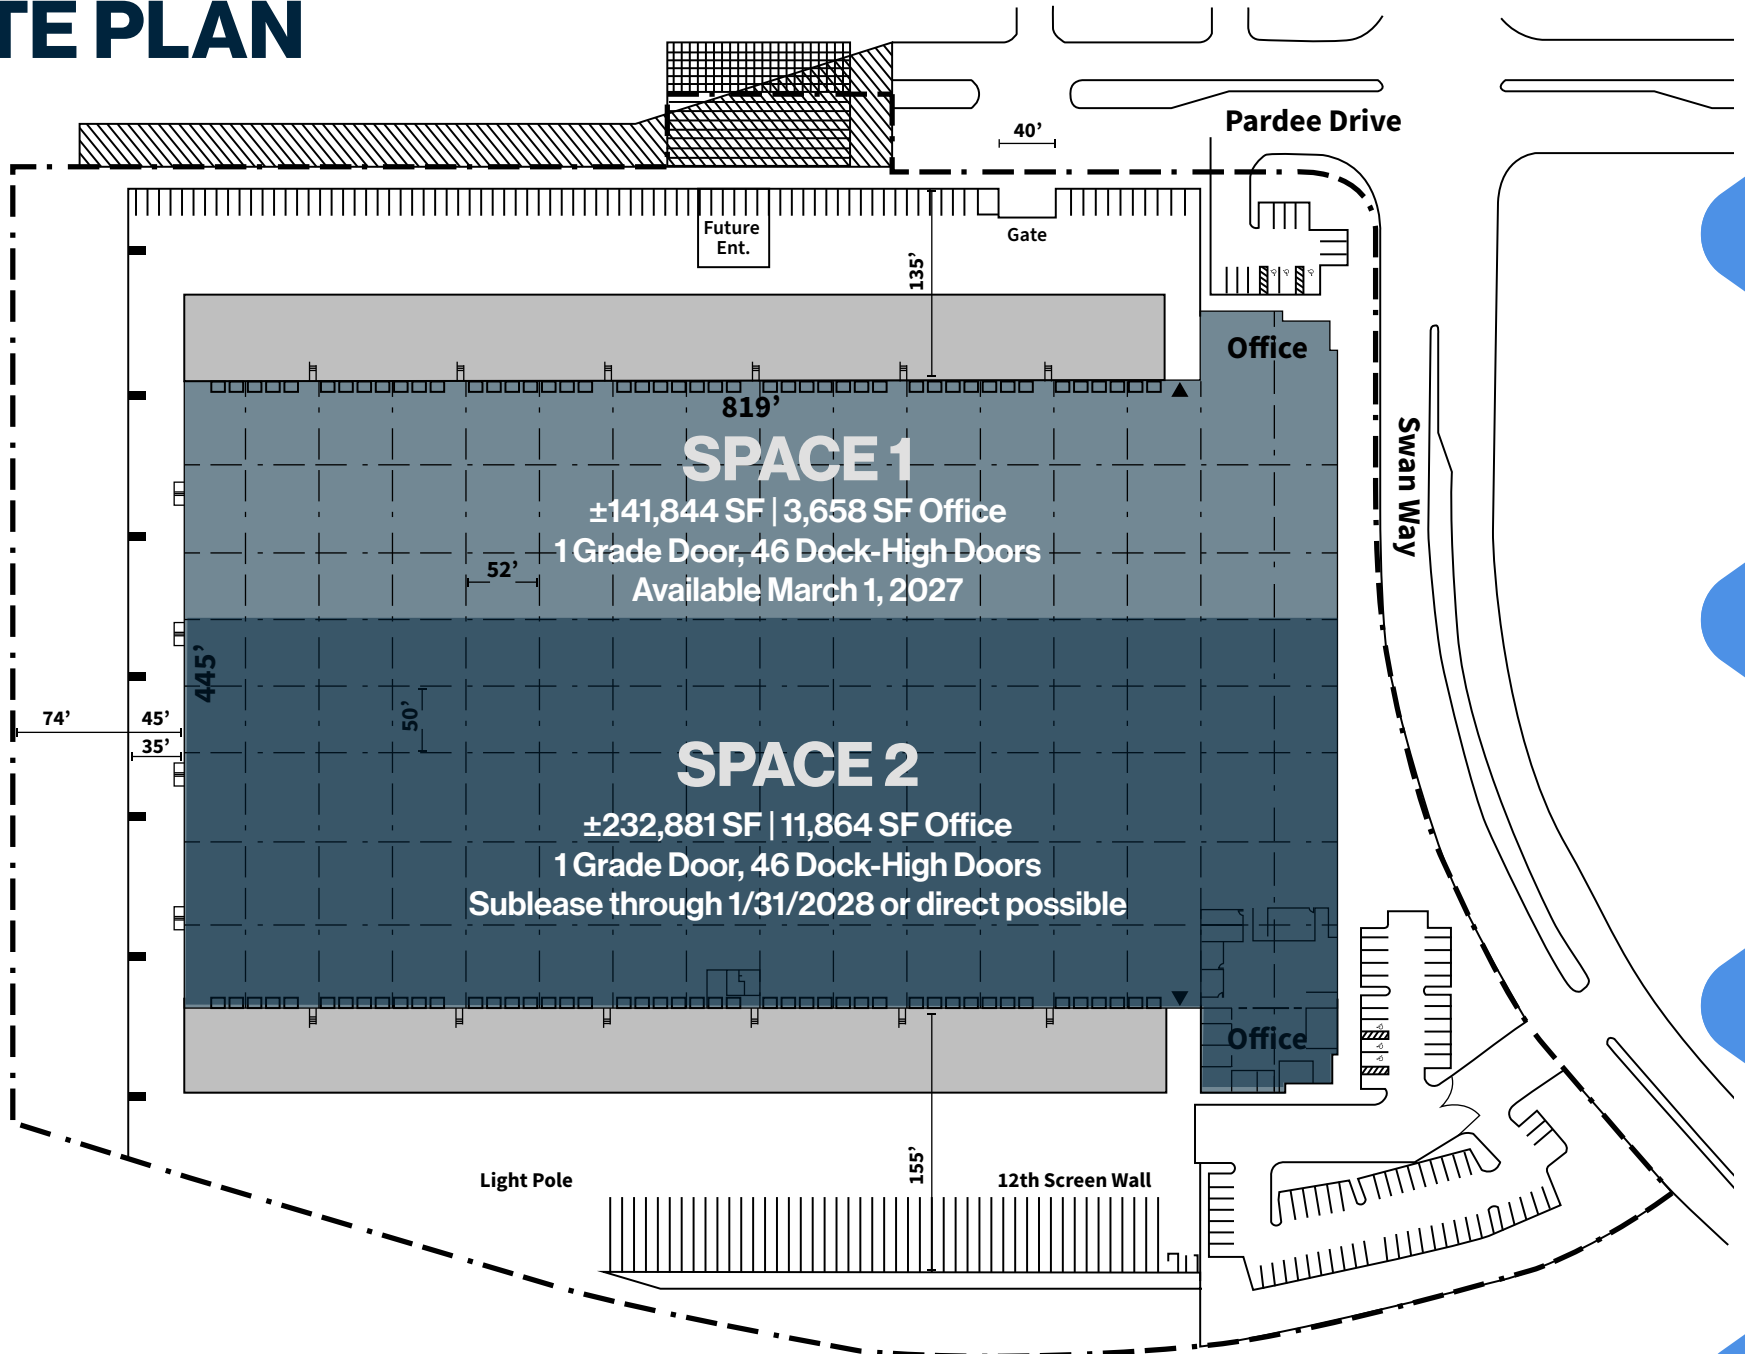 TE PLAN
Pardee Drive
40’
Future
Ent.
Gate
135’
Office
819’
SPACE 1
±141,844 SF | 3,658 SF Office
1 Grade Door, 46 Dock-High Doors
52’
Available March 1, 2027
Swan Way
445’
50’
74’
45’
35’
SPACE 2
±232,881 SF | 11,864 SF Office
1 Grade Door, 46 Dock-High Doors
Sublease through 1/31/2028 or direct possible
Office
155’
Light Pole
12th Screen Wall